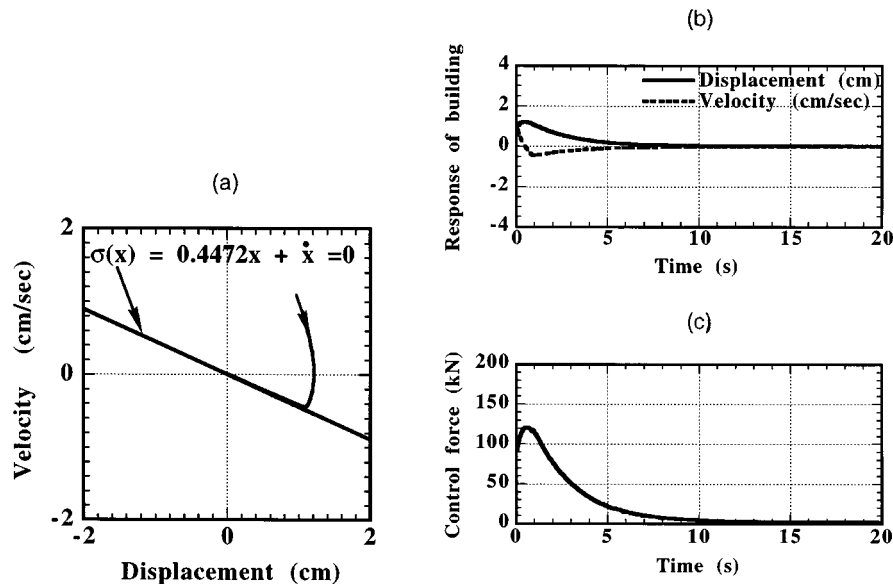 (a)
2
σ(x) = 0.4472x + ẋ =0
0
-2
-2
0
2
Velocity (cm/sec)
Displacement (cm)
(b)
4
2
0
-2
-4
0
5
10
15
20
Displacement (cm)
Velocity (cm/sec)
Response of building
Time (s)
(c)
200
150
100
50
0
0
5
10
15
20
Control force (kN)
Time (s)